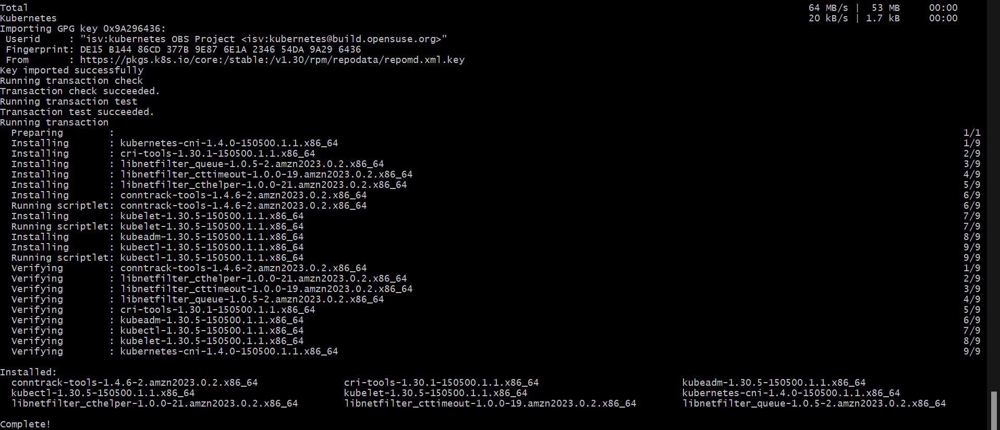 Total 64 MB/s | 53 MB 00:00
Kubernetes 20 kB/s | 1.7 kB 00:00
Importing GPG key 0x9A296436:
 Userid     : "isv:kubernetes OBS Project <isv:kubernetes@build.opensuse.org>"
 Fingerprint: DE15 B144 86CD 377B 9E87 6E1A 2346 54DA 9A29 6436
 From       : https://pkgs.k8s.io/core:/stable:/v1.30/rpm/repodata/repomd.xml.key
Key imported successfully
Running transaction check
Transaction check succeeded.
Running transaction test
Transaction test succeeded.
Running transaction
  Preparing        : 1/1
  Installing       : kubernetes-cni-1.4.0-150500.1.1.x86_64 1/9
  Installing       : cri-tools-1.30.1-150500.1.1.x86_64 2/9
  Installing       : libnetfilter_queue-1.0.5-2.amzn2023.0.2.x86_64 3/9
  Installing       : libnetfilter_cttimeout-1.0.0-19.amzn2023.0.2.x86_64 4/9
  Installing       : libnetfilter_cthelper-1.0.0-21.amzn2023.0.2.x86_64 5/9
  Installing       : conntrack-tools-1.4.6-2.amzn2023.0.2.x86_64 6/9
  Running scriptlet: conntrack-tools-1.4.6-2.amzn2023.0.2.x86_64 6/9
  Installing       : kubelet-1.30.5-150500.1.1.x86_64 7/9
  Running scriptlet: kubelet-1.30.5-150500.1.1.x86_64 7/9
  Installing       : kubeadm-1.30.5-150500.1.1.x86_64 8/9
  Installing       : kubectl-1.30.5-150500.1.1.x86_64 9/9
  Running scriptlet: kubectl-1.30.5-150500.1.1.x86_64 9/9
  Verifying        : conntrack-tools-1.4.6-2.amzn2023.0.2.x86_64 1/9
  Verifying        : libnetfilter_cthelper-1.0.0-21.amzn2023.0.2.x86_64 2/9
  Verifying        : libnetfilter_cttimeout-1.0.0-19.amzn2023.0.2.x86_64 3/9
  Verifying        : libnetfilter_queue-1.0.5-2.amzn2023.0.2.x86_64 4/9
  Verifying        : cri-tools-1.30.1-150500.1.1.x86_64 5/9
  Verifying        : kubeadm-1.30.5-150500.1.1.x86_64 6/9
  Verifying        : kubectl-1.30.5-150500.1.1.x86_64 7/9
  Verifying        : kubelet-1.30.5-150500.1.1.x86_64 8/9
  Verifying        : kubernetes-cni-1.4.0-150500.1.1.x86_64 9/9
Installed:
  conntrack-tools-1.4.6-2.amzn2023.0.2.x86_64 cri-tools-1.30.1-150500.1.1.x86_64 kubeadm-1.30.5-150500.1.1.x86_64
  kubectl-1.30.5-150500.1.1.x86_64 kubelet-1.30.5-150500.1.1.x86_64 kubernetes-cni-1.4.0-150500.1.1.x86_64
  libnetfilter_cthelper-1.0.0-21.amzn2023.0.2.x86_64 libnetfilter_cttimeout-1.0.0-19.amzn2023.0.2.x86_64 libnetfilter_queue-1.0.5-2.amzn2023.0.2.x86_64
Complete!